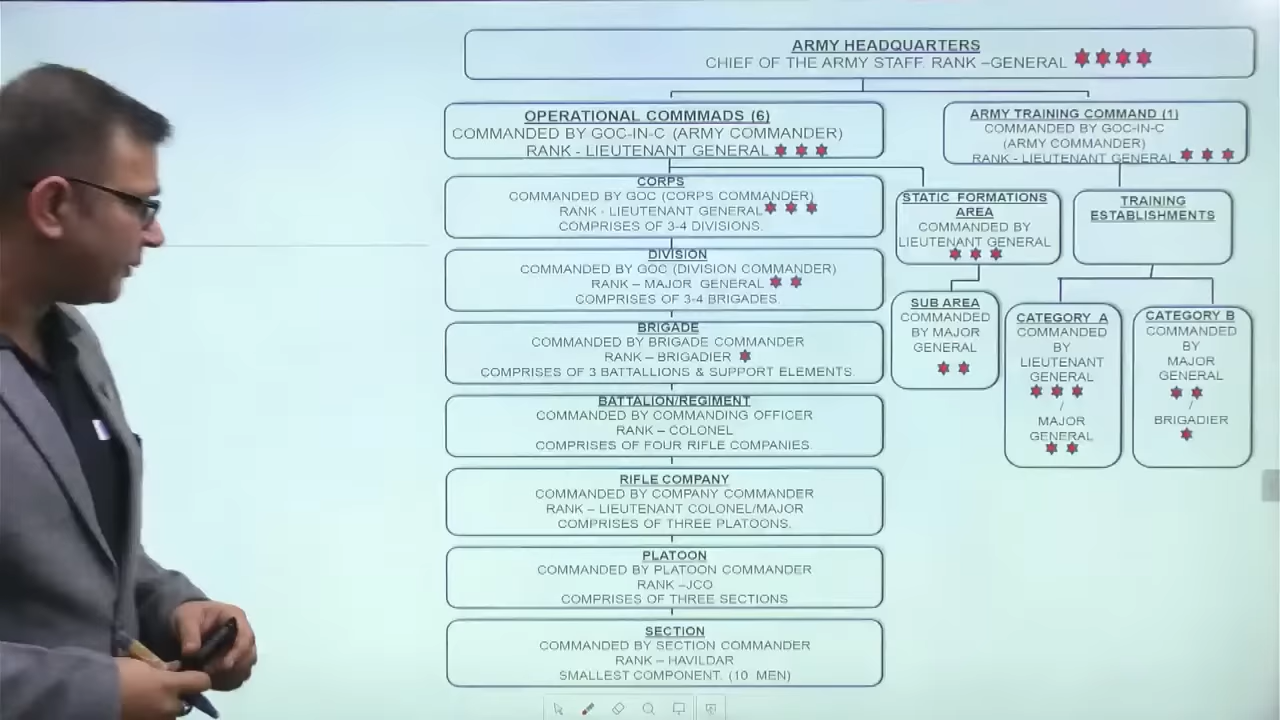 ARMY HEADQUARTERS
CHIEF OF THE ARMY STAFF. RANK –GENERAL
OPERATIONAL COMMMADS (6)
COMMANDED BY GOC-IN-C (ARMY COMMANDER)
RANK - LIEUTENANT GENERAL
ARMY TRAINING COMMAND (1)
COMMANDED BY GOC-IN-C
(ARMY COMMANDER)
RANK - LIEUTENANT GENERAL
CORPS
COMMANDED BY GOC (CORPS COMMANDER)
RANK - LIEUTENANT GENERAL
COMPRISES OF 3-4 DIVISIONS.
STATIC FORMATIONS
AREA
COMMANDED BY
LIEUTENANT GENERAL
TRAINING
ESTABLISHMENTS
DIVISION
COMMANDED BY GOC (DIVISION COMMANDER)
RANK – MAJOR GENERAL
COMPRISES OF 3-4 BRIGADES.
SUB AREA
COMMANDED
BY MAJOR
GENERAL
CATEGORY A
COMMANDED
BY
LIEUTENANT
GENERAL
/
MAJOR
GENERAL
CATEGORY B
COMMANDED
BY
MAJOR
GENERAL
/
BRIGADIER
BRIGADE
COMMANDED BY BRIGADE COMMANDER
RANK – BRIGADIER
COMPRISES OF 3 BATTALLIONS & SUPPORT ELEMENTS.
BATTALION/REGIMENT
COMMANDED BY COMMANDING OFFICER
RANK – COLONEL
COMPRISES OF FOUR RIFLE COMPANIES.
RIFLE COMPANY
COMMANDED BY COMPANY COMMANDER
RANK – LIEUTENANT COLONEL/MAJOR
COMPRISES OF THREE PLATOONS.
PLATOON
COMMANDED BY PLATOON COMMANDER
RANK –JCO
COMPRISES OF THREE SECTIONS
SECTION
COMMANDED BY SECTION COMMANDER
RANK – HAVILDAR
SMALLEST COMPONENT. (10 MEN)